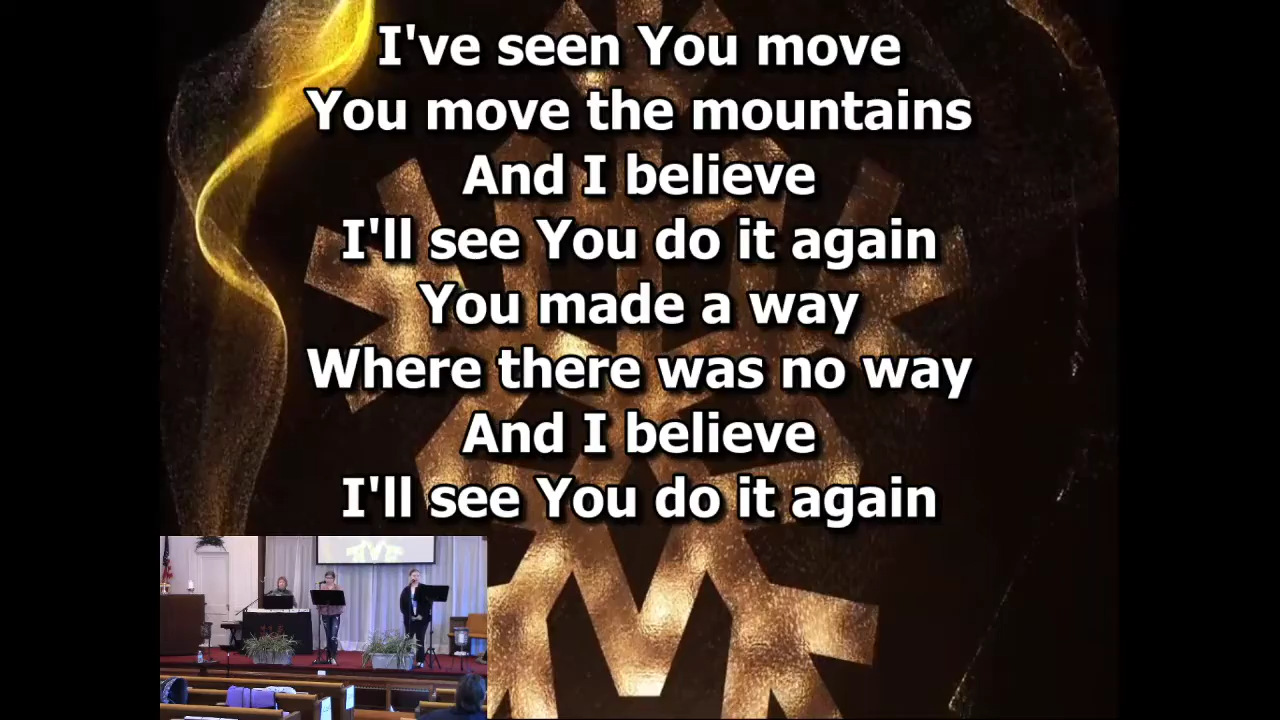 I've seen You move
You move the mountains
And I believe
I'll see You do it again
You made a way
Where there was no way
And I believe
I'll see You do it again